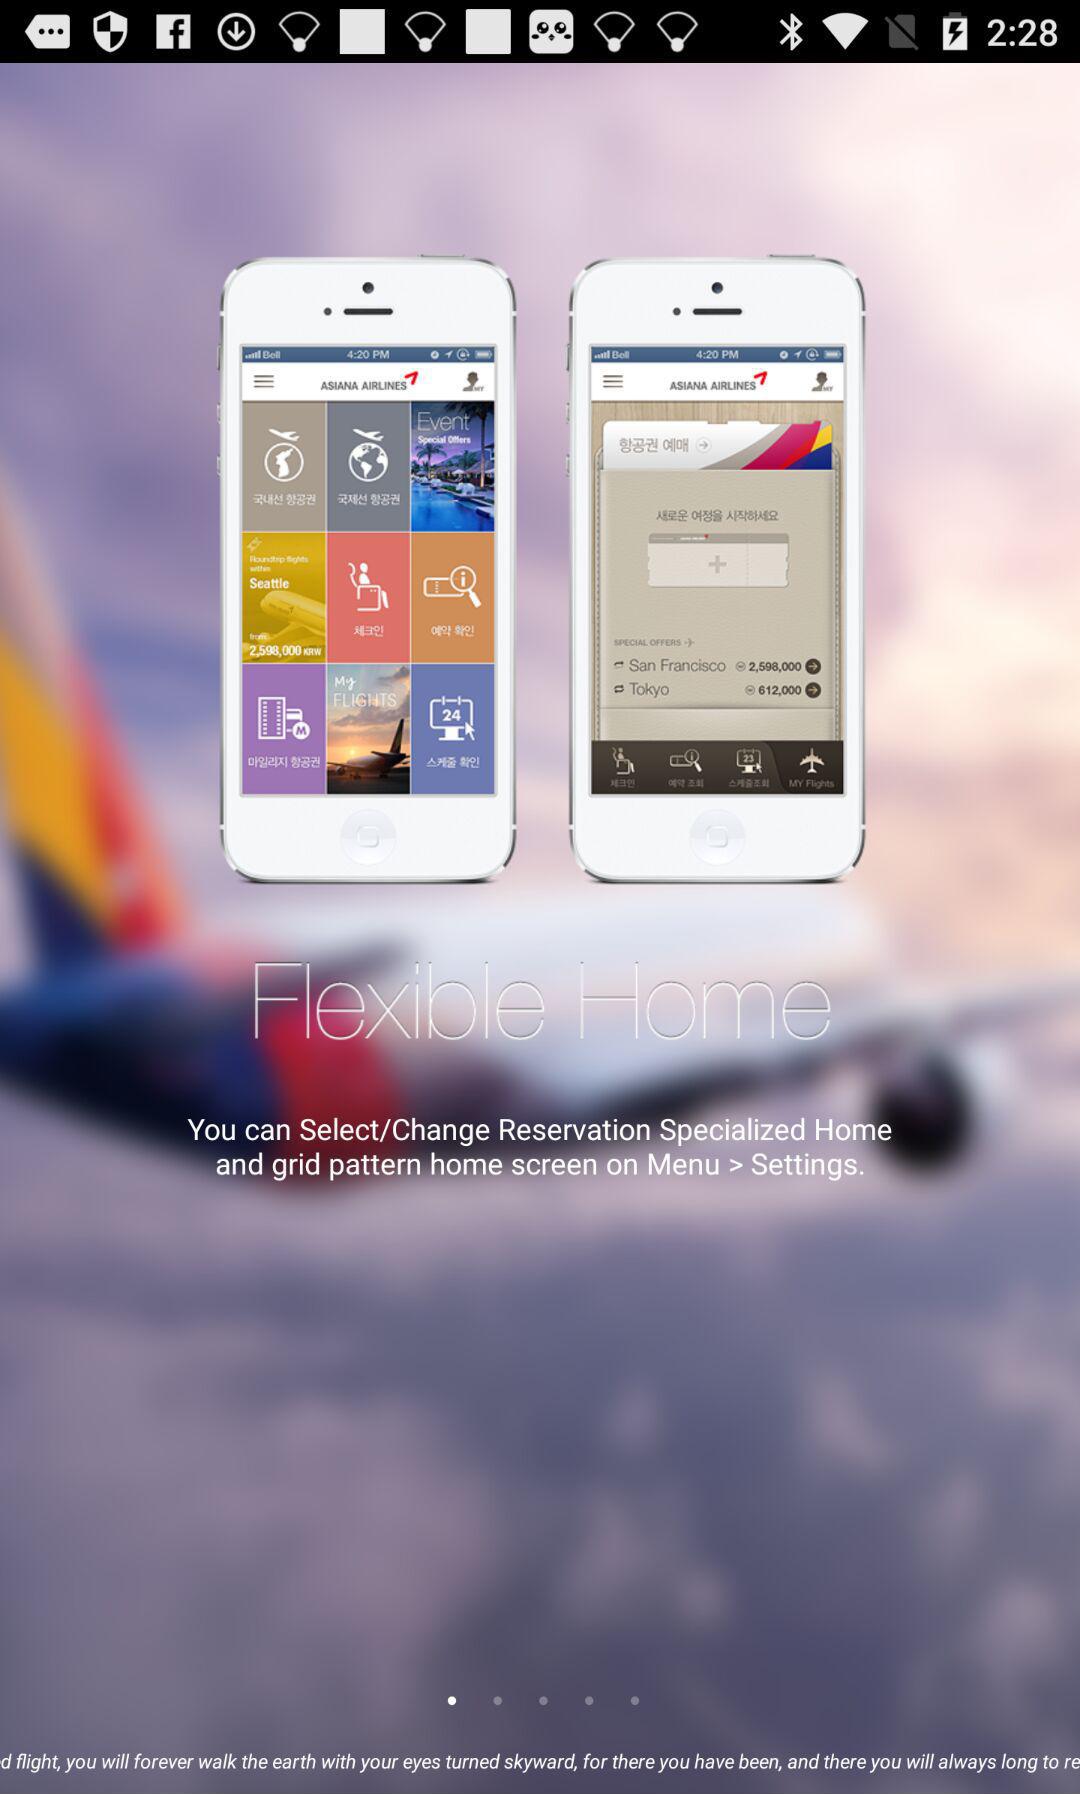 2:28
Bell 4:20 PM
ASIANA AIRLINES
MY
국내선 항공권
국제선 항공권
Event
Special Offers
Roundtrip flights
within
Seattle
from
2,598,000 KRW
체크인
예약 확인
M
마일리지 항공권
My
FLIGHTS
24
스케줄 확인
Bell 4:20 PM
ASIANA AIRLINES
MY
항공권 예매
새로운 여정을 시작하세요
SPECIAL OFFERS
San Francisco 2,598,000
Tokyo 612,000
체크인
예약 조회
23
스케줄조회
MY Flights
Flexible Home
You can Select/Change Reservation Specialized Home
and grid pattern home screen on Menu > Settings.
d flight, you will forever walk the earth with your eyes turned skyward, for there you have been, and there you will always long to re